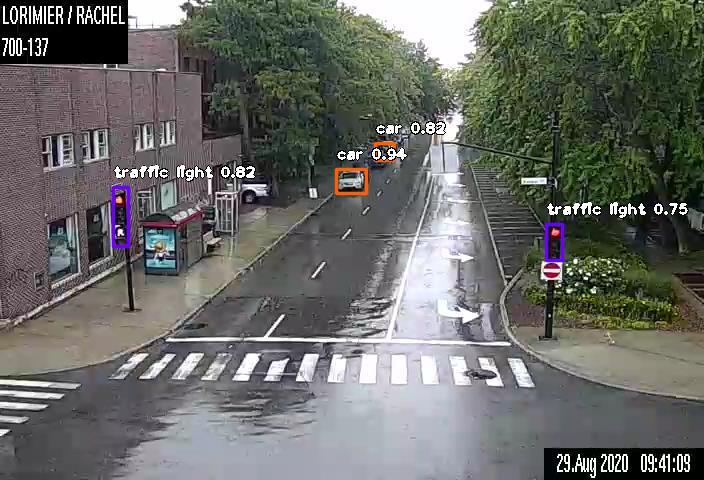 LORIMIER / RACHEL
700-137
car 0.82
car 0.94
traffic light 0.82
traffic light 0.75
29.Aug 2020 09:41:09